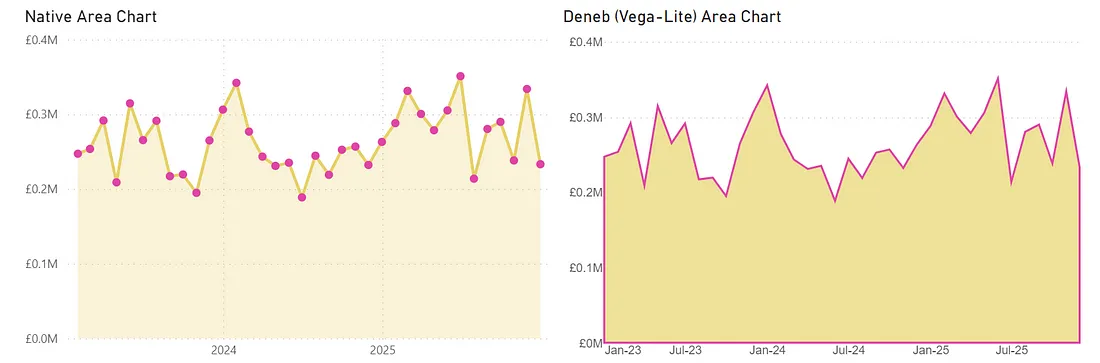 Native Area Chart
£0.4M
£0.3M
£0.2M
£0.1M
£0.0M
2024 2025
Deneb (Vega-Lite) Area Chart
£0.4M
£0.3M
£0.2M
£0.1M
£0M
Jan-23 Jul-23 Jan-24 Jul-24 Jan-25 Jul-25